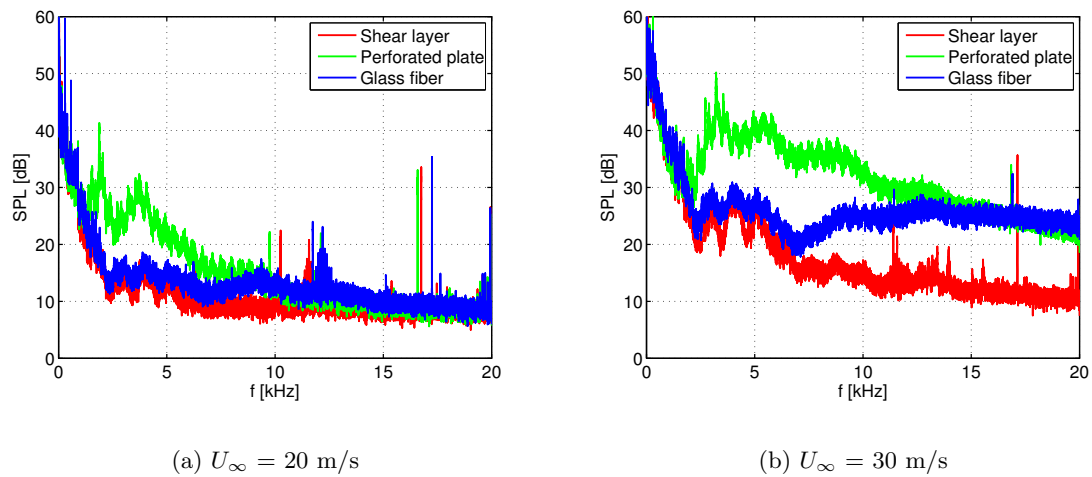 60
50
40
30
20
10
0
SPL [dB]
0 5 10 15 20
f [kHz]
Shear layer
Perforated plate
Glass fiber
(a) U∞ = 20 m/s
60
50
40
30
20
10
0
SPL [dB]
0 5 10 15 20
f [kHz]
Shear layer
Perforated plate
Glass fiber
(b) U∞ = 30 m/s